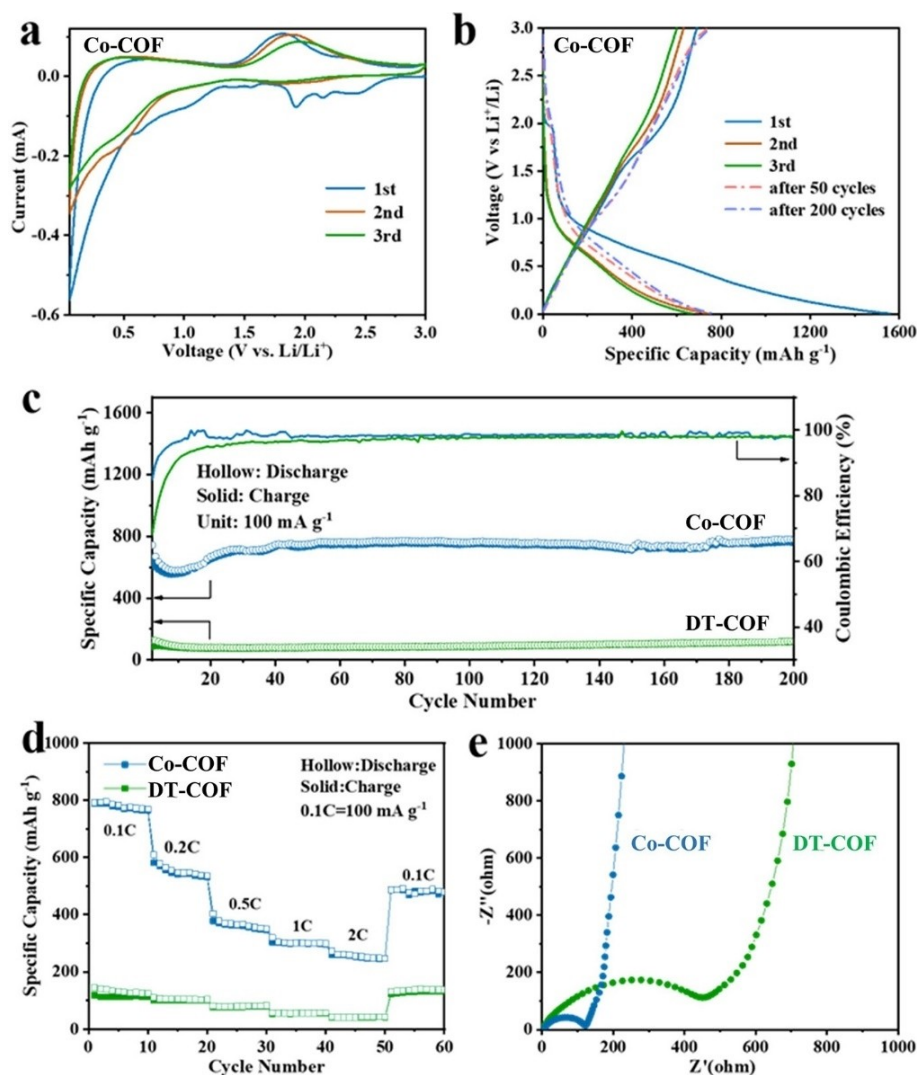 a
Co-COF
Current (mA)
0.0
-0.2
-0.4
-0.6
0.5
1.0
1.5
2.0
2.5
3.0
Voltage (V vs. Li/Li⁺)
1st
2nd
3rd
b
Co-COF
Voltage (V vs Li⁺/Li)
3.0
2.5
2.0
1.5
1.0
0.5
0.0
0
400
800
1200
1600
Specific Capacity (mAh g⁻¹)
1st
2nd
3rd
after 50 cycles
after 200 cycles
c
Specific Capacity (mAh g⁻¹)
1600
1400
1000
800
600
400
200
0
Hollow: Discharge
Solid: Charge
Unit: 100 mA g⁻¹
Co-COF
DT-COF
20
40
60
80
100
120
140
160
180
200
Cycle Number
100
80
60
40
Coulombic Efficiency (%)
d
Specific Capacity (mAh g⁻¹)
1000
800
600
400
200
0
Co-COF
DT-COF
Hollow:Discharge
Solid:Charge
0.1C=100 mA g⁻¹
0.1C
0.2C
0.5C
1C
2C
0.1C
0
10
20
30
40
50
60
Cycle Number
e
-Z''(ohm)
1000
800
600
400
200
0
Co-COF
DT-COF
0
200
400
600
800
1000
Z'(ohm)